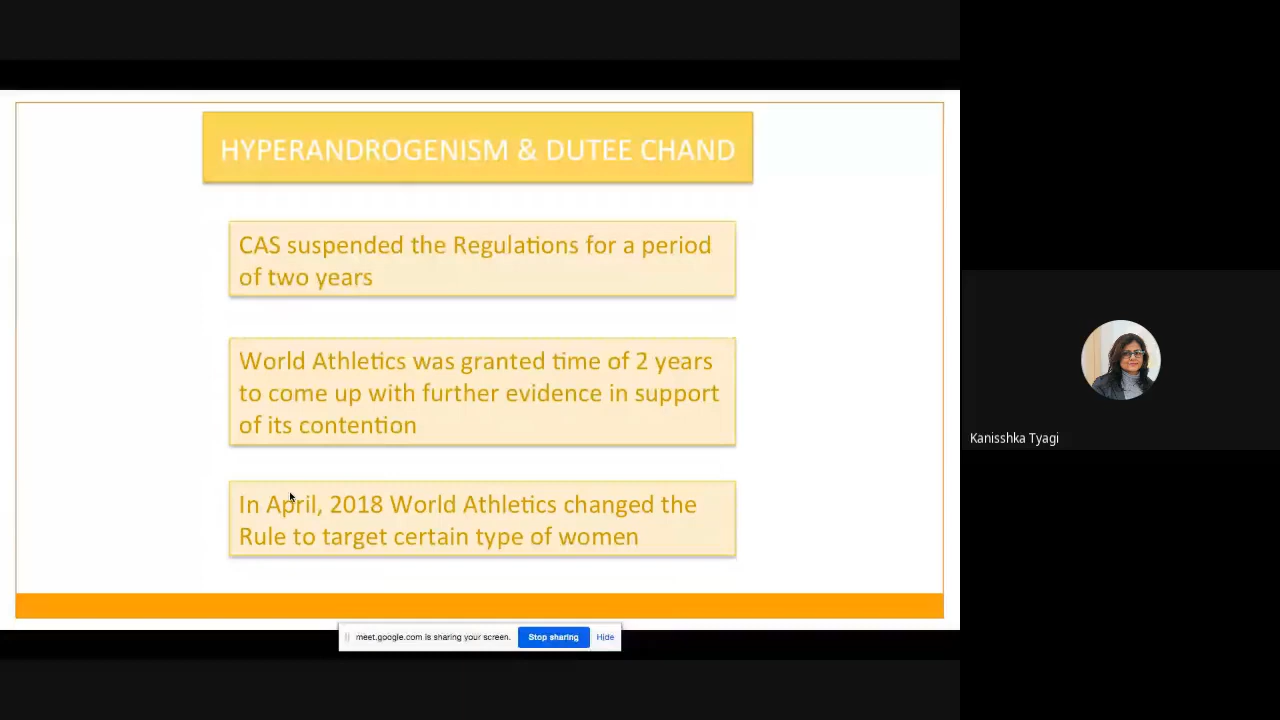 HYPERANDROGENISM & DUTEE CHAND
CAS suspended the Regulations for a period
of two years
World Athletics was granted time of 2 years
to come up with further evidence in support
of its contention
In April, 2018 World Athletics changed the
Rule to target certain type of women
Kanisshka Tyagi
meet.google.com is sharing your screen.
Stop sharing
Hide